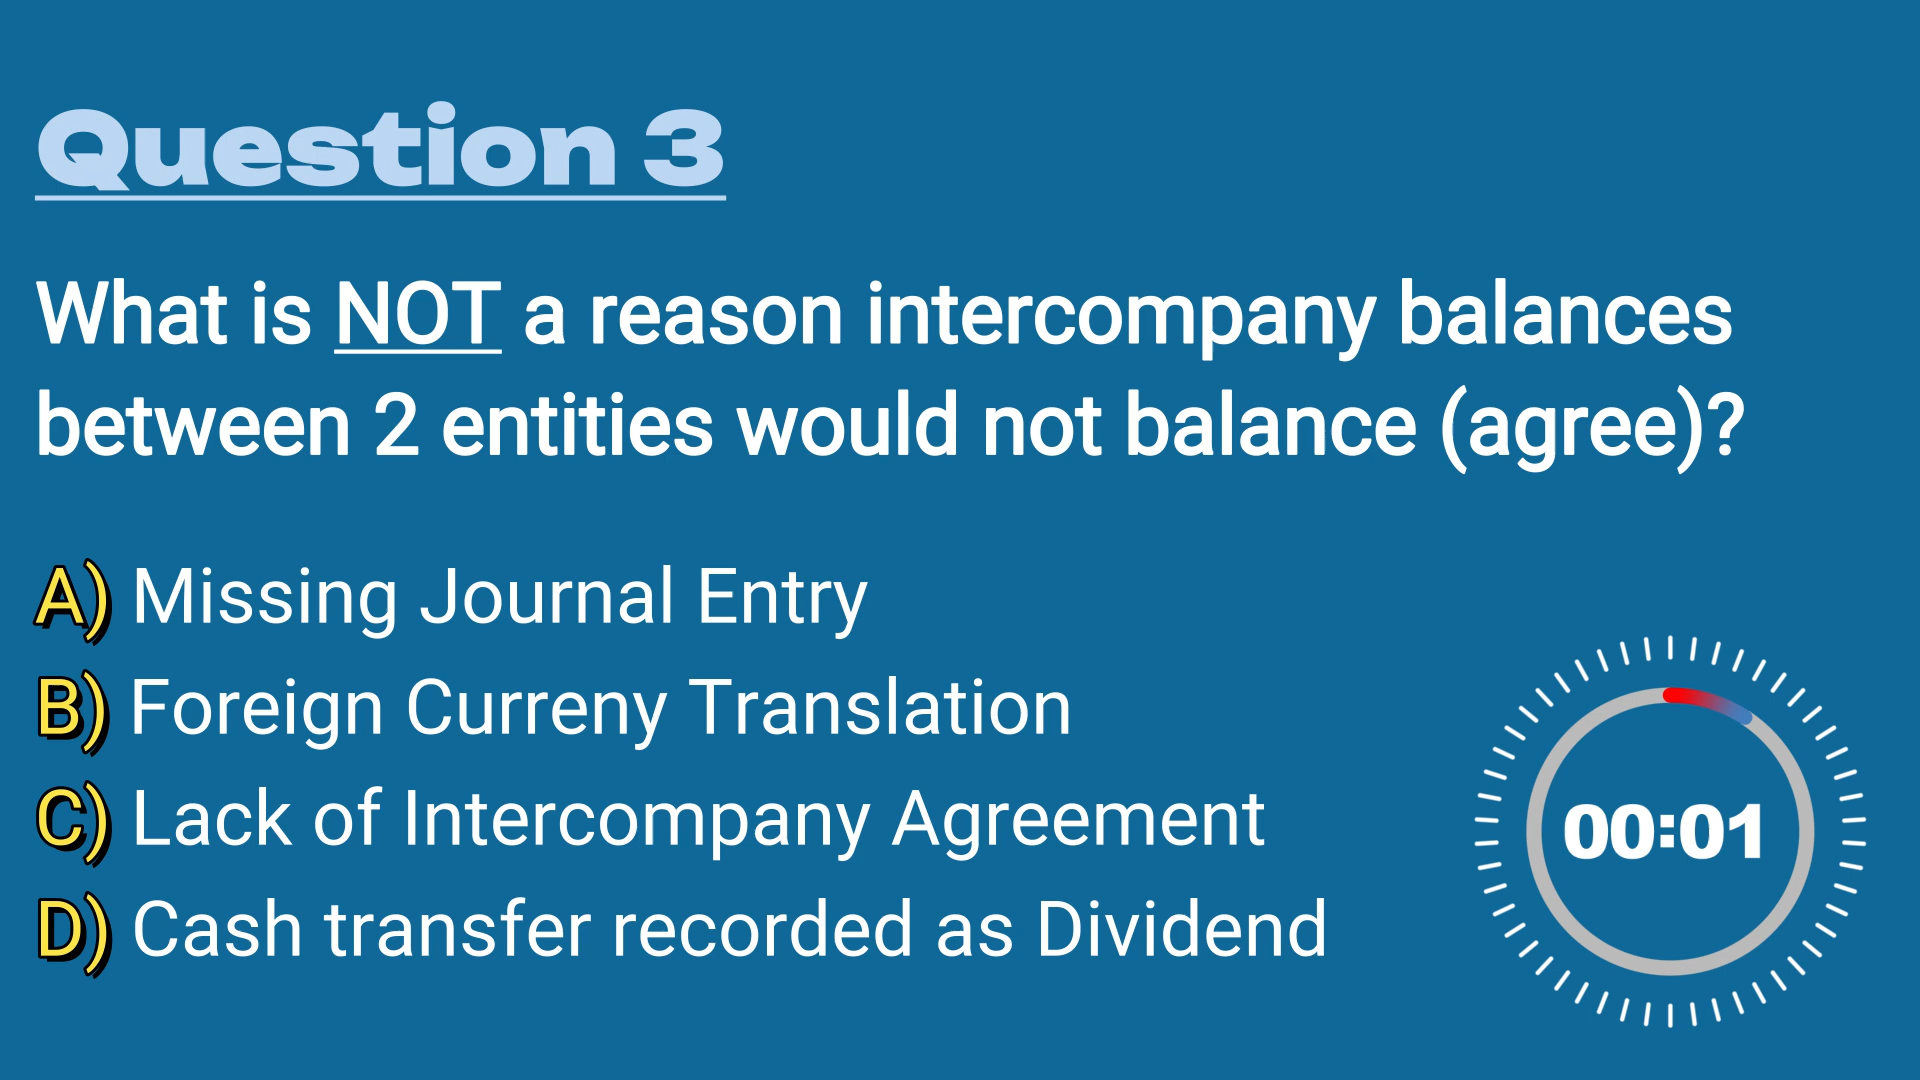 Question 3
What is NOT a reason intercompany balances
between 2 entities would not balance (agree)?
A) Missing Journal Entry
B) Foreign Curreny Translation
C) Lack of Intercompany Agreement
D) Cash transfer recorded as Dividend
00:01